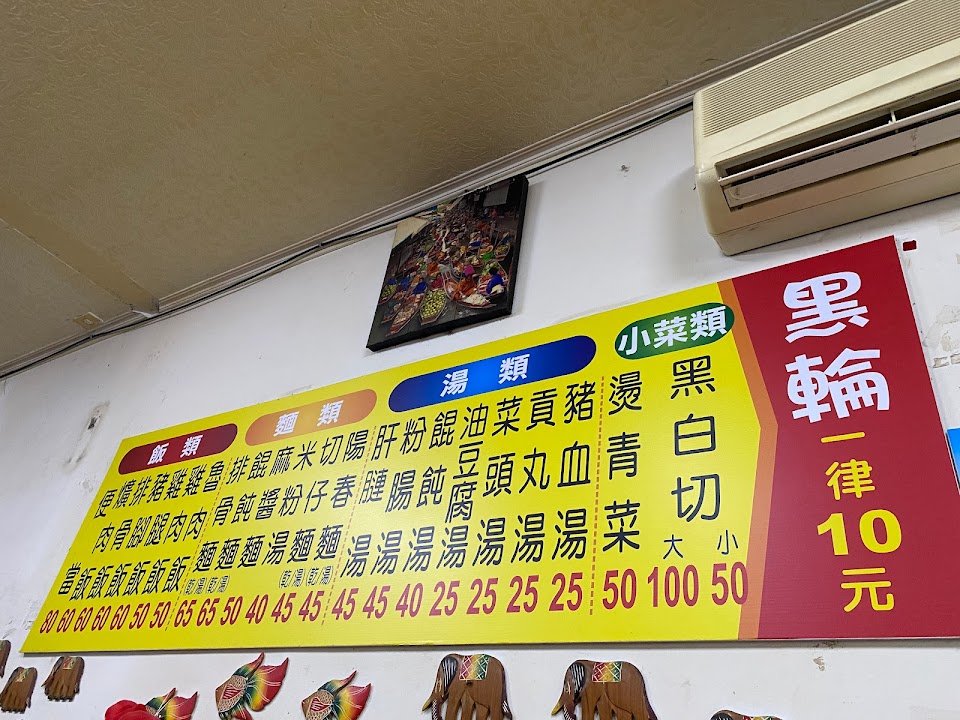 黑輪
一律10元
小菜類
黑白切 大 小 100 50
燙青菜 50
湯類
豬血湯 25
貢丸湯 25
菜頭湯 25
油豆腐湯 25
餛飩湯 40
粉腸湯 45
肝 湯 45
麵類
陽春麵 (乾/湯) 45
切仔麵 (乾/湯) 45
米粉湯 40
麻醬麵 50
餛飩麵 (乾/湯) 65
排骨麵 (乾/湯) 65
飯類
魯肉飯 50
雞肉飯 50
雞腿飯 60
豬腳飯 60
排骨飯 60
爌肉飯 60
便當 80